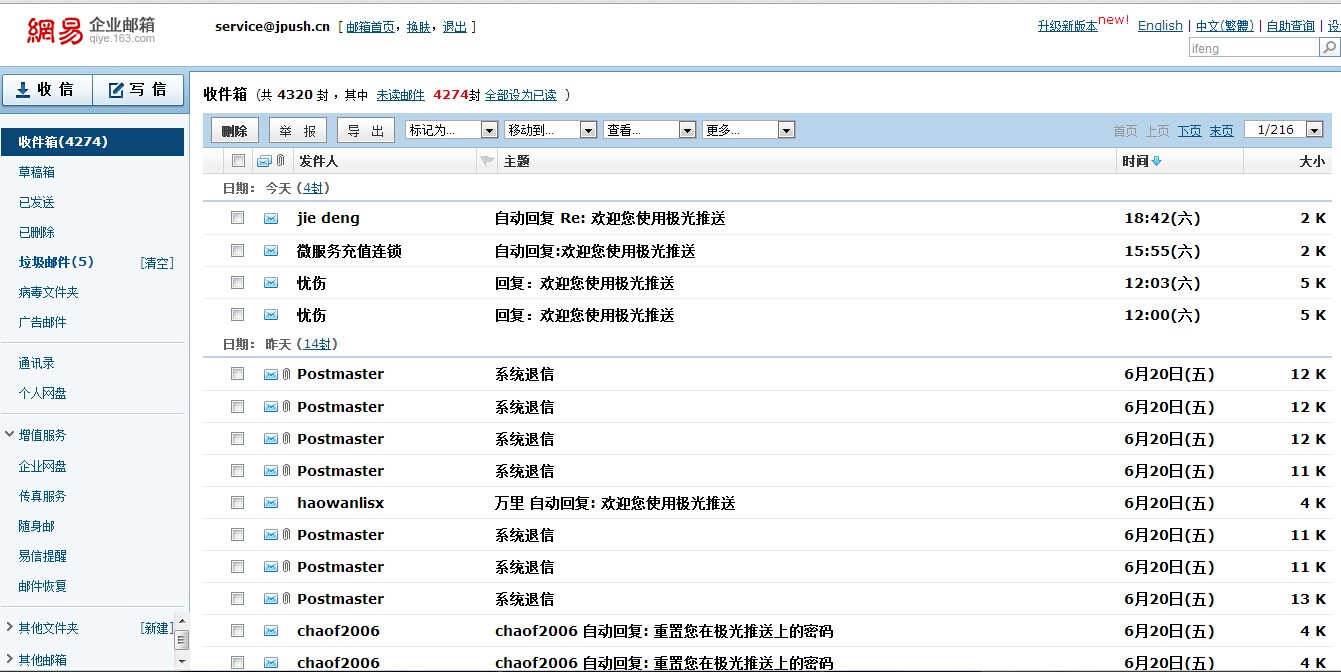 網易 企业邮箱 qiye.163.com
service@jpush.cn [ 邮箱首页, 换肤, 退出 ]
升级新版本 new! English | 中文(繁體) | 自助查询 |
ifeng
收 信 写 信
收件箱 (共 4320 封，其中 未读邮件 4274封 全部设为已读 )
删除 举 报 导 出 标记为... 移动到... 查看... 更多... 首页 上页 下页 末页 1/216
发件人 主题 时间 大小
日期： 今天 (4封)
jie deng 自动回复 Re: 欢迎您使用极光推送 18:42(六) 2 K
微服务充值连锁 自动回复:欢迎您使用极光推送 15:55(六) 2 K
忧伤 回复：欢迎您使用极光推送 12:03(六) 5 K
忧伤 回复：欢迎您使用极光推送 12:00(六) 5 K
日期： 昨天 (14封)
Postmaster 系统退信 6月20日(五) 12 K
Postmaster 系统退信 6月20日(五) 12 K
Postmaster 系统退信 6月20日(五) 12 K
Postmaster 系统退信 6月20日(五) 11 K
haowanlisx 万里 自动回复: 欢迎您使用极光推送 6月20日(五) 4 K
Postmaster 系统退信 6月20日(五) 11 K
Postmaster 系统退信 6月20日(五) 11 K
Postmaster 系统退信 6月20日(五) 13 K
chaof2006 chaof2006 自动回复: 重置您在极光推送上的密码 6月20日(五) 4 K
chaof2006 chaof2006 自动回复: 重置您在极光推送上的密码 6月20日(五) 4 K
收件箱(4274)
草稿箱
已发送
已删除
垃圾邮件(5) [清空]
病毒文件夹
广告邮件
通讯录
个人网盘
增值服务
企业网盘
传真服务
随身邮
易信提醒
邮件恢复
其他文件夹 [新建]
其他邮箱